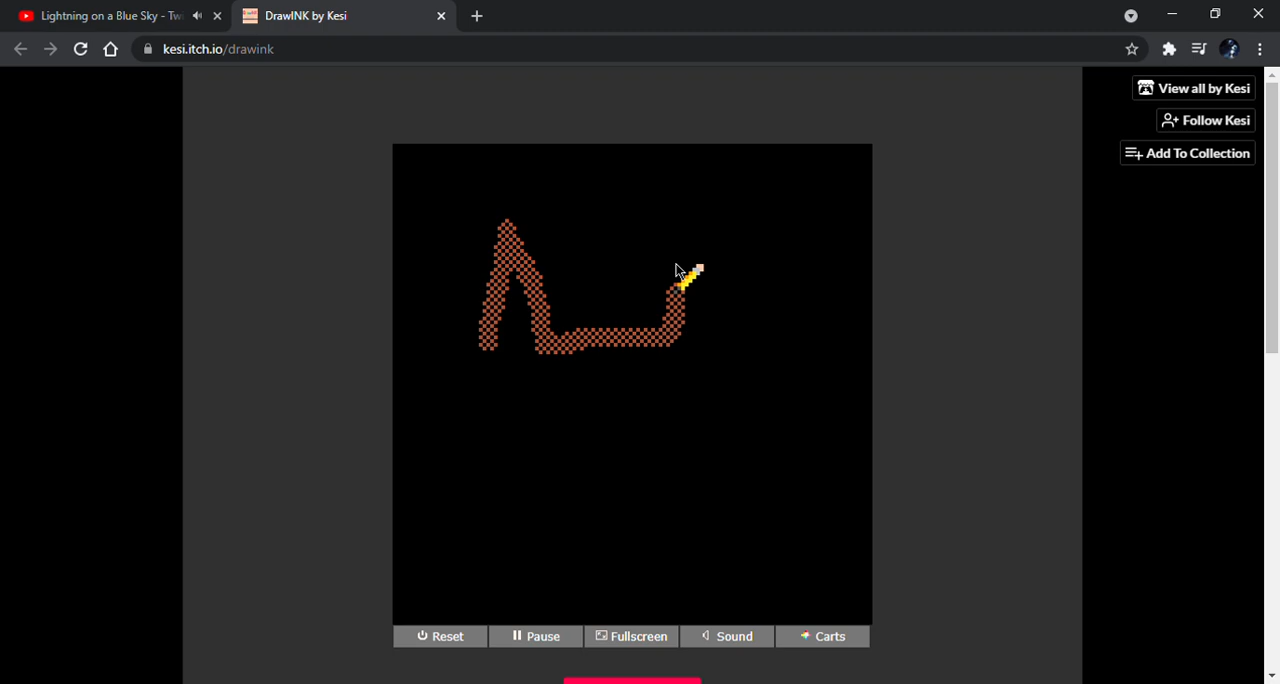 Lightning on a Blue Sky - Tw
DrawINK by Kesi
kesi.itch.io/drawink
View all by Kesi
Follow Kesi
Add To Collection
Reset
Pause
Fullscreen
Sound
Carts